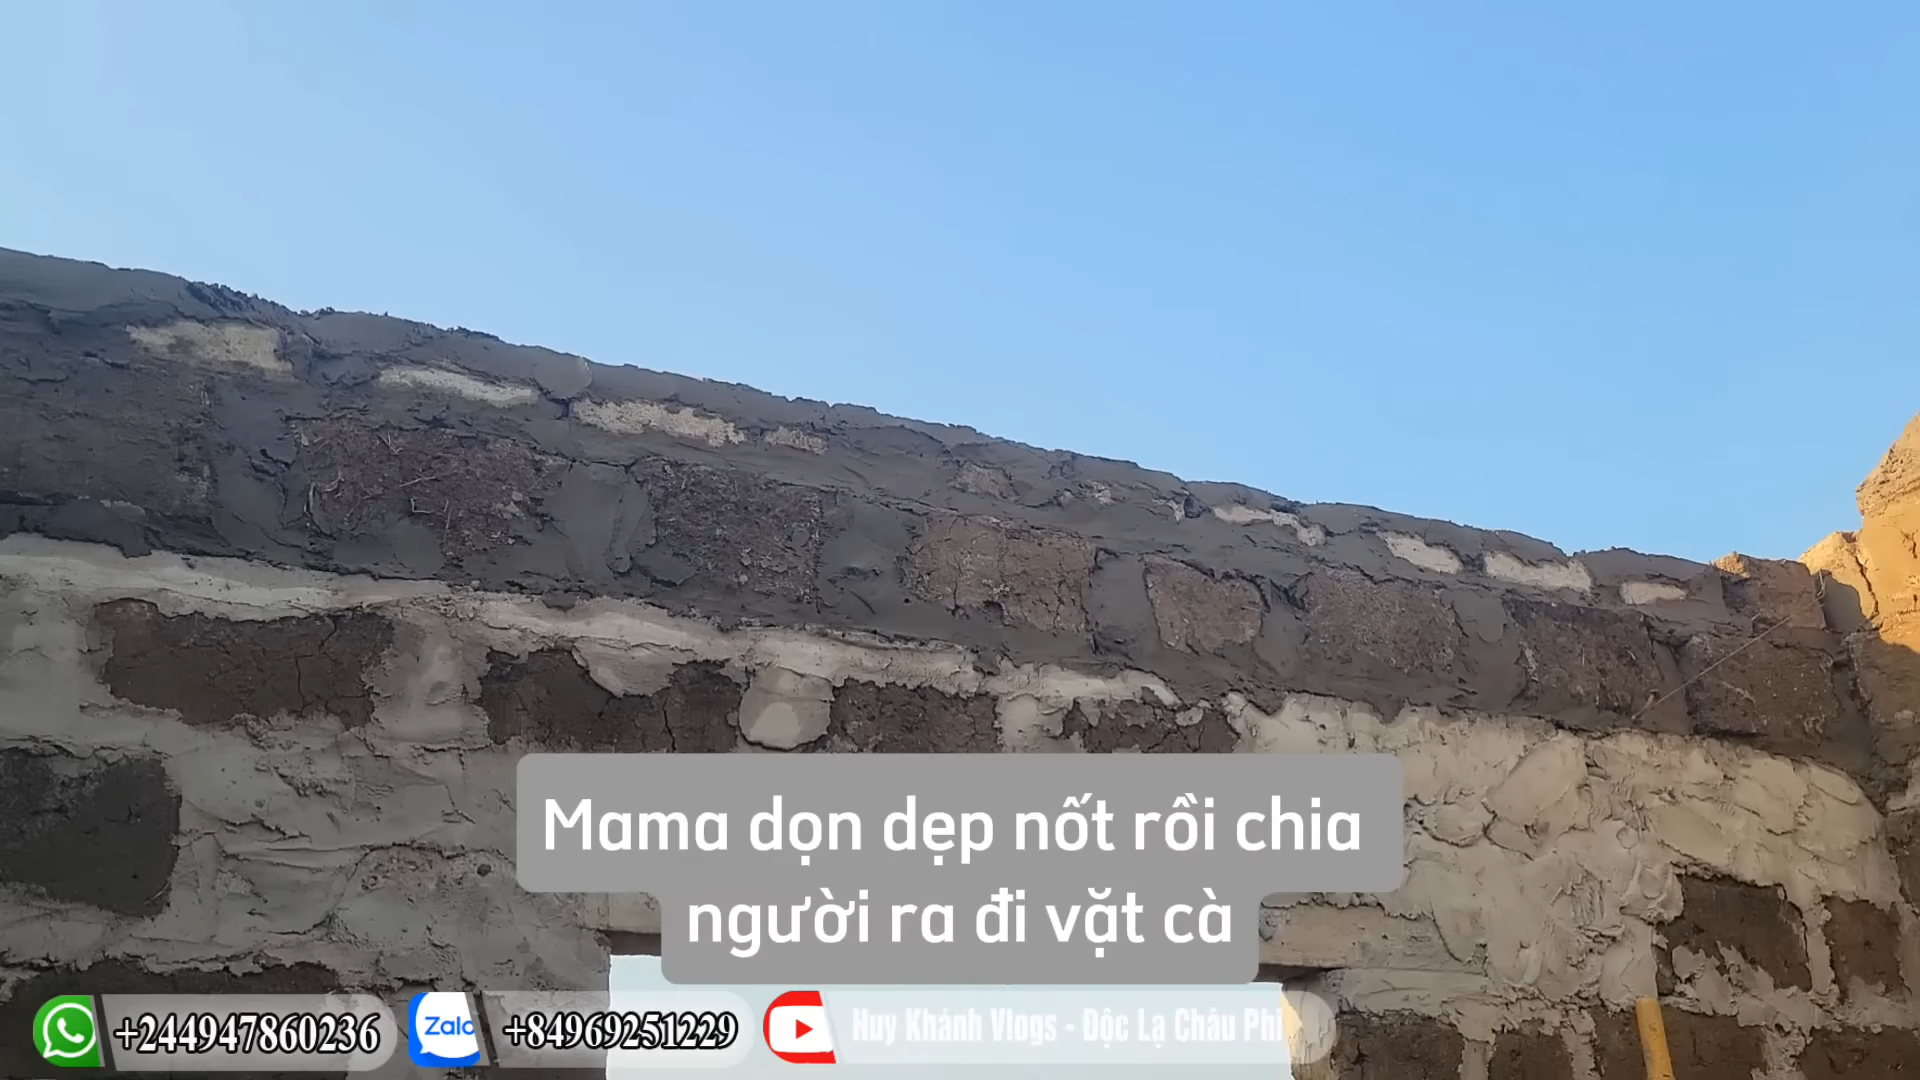 Mama dọn dẹp nốt rồi chia
người ra đi vặt cà
+244947860236
Zalo
+84969251229
Huy Khánh Vlogs - Độc Lạ Châu Phi